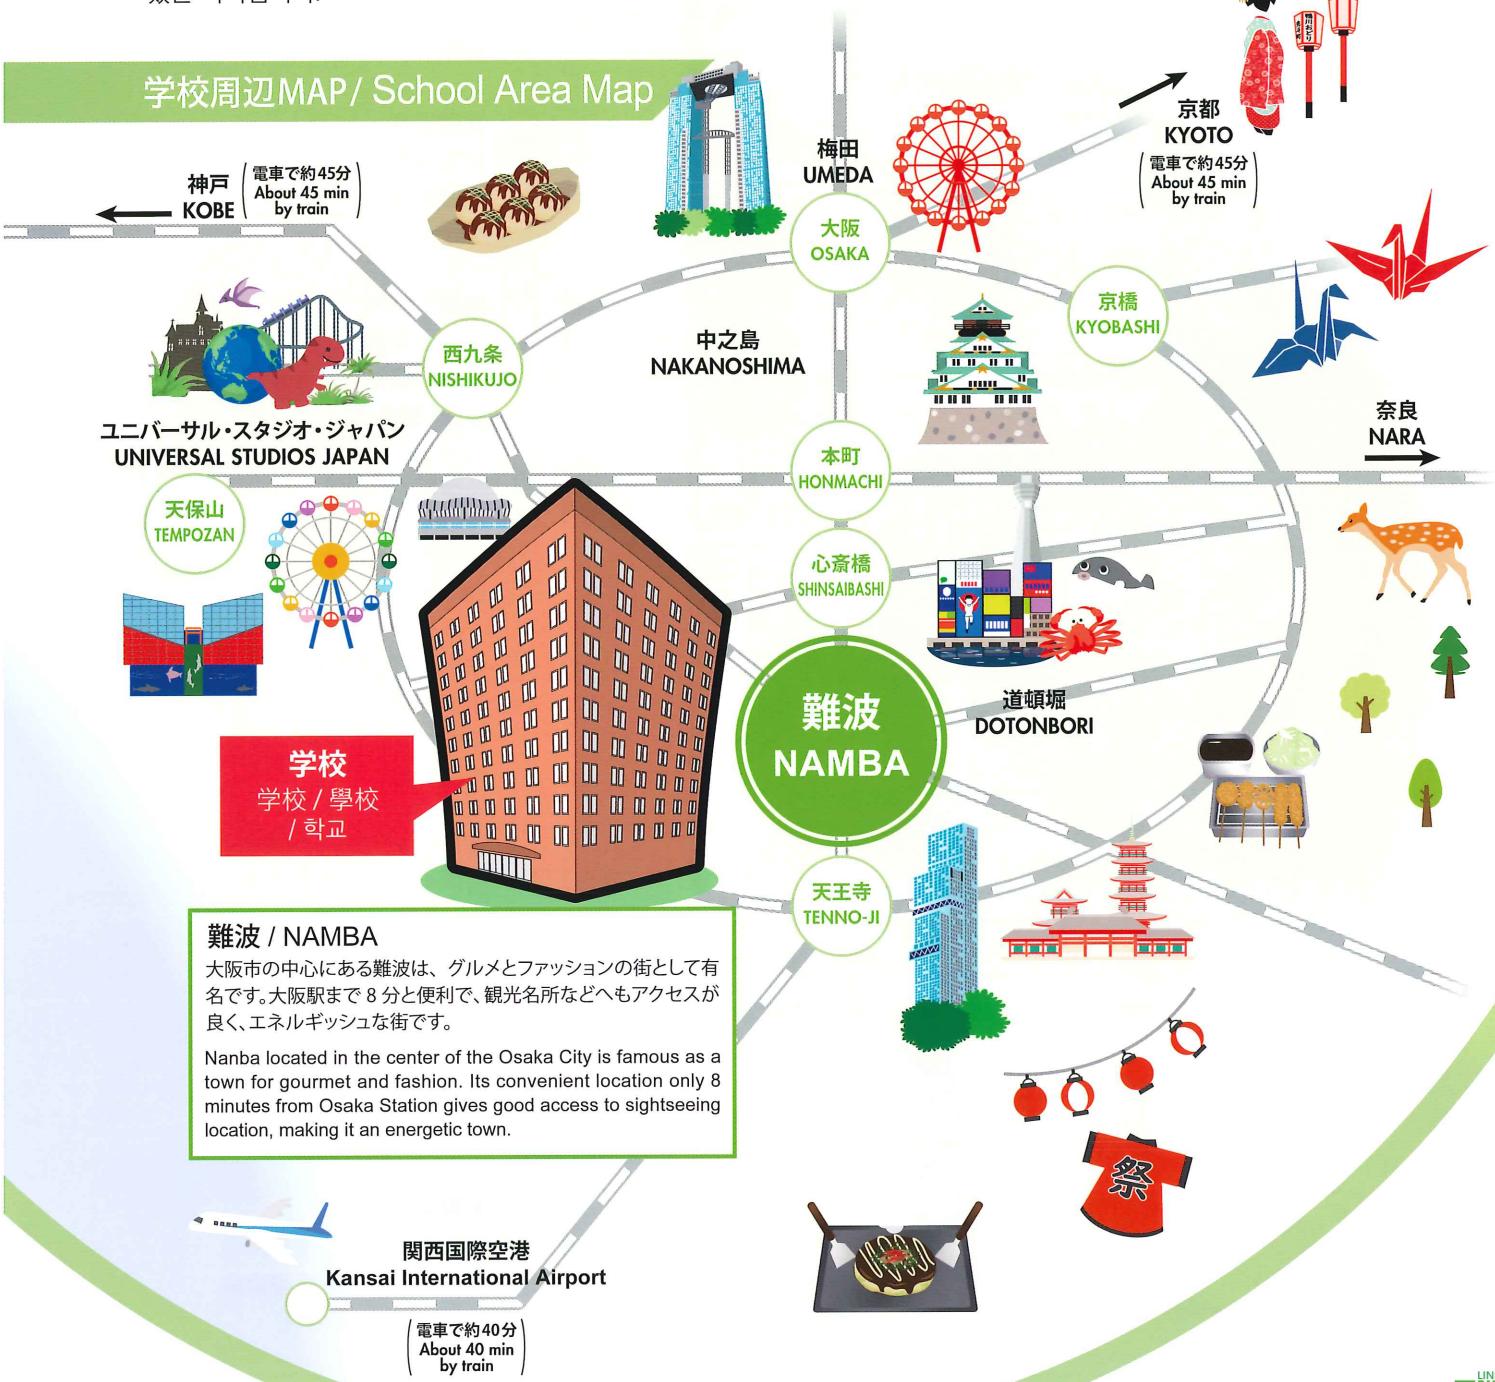 学校周辺MAP/ School Area Map
鴨川おどり
京都
KYOTO
(電車で約45分
About 45 min
by train)
神戸
KOBE
(電車で約45分
About 45 min
by train)
梅田
UMEDA
大阪
OSAKA
京橋
KYOBASHI
西九条
NISHIKUJO
中之島
NAKANOSHIMA
奈良
NARA
ユニバーサル・スタジオ・ジャパン
UNIVERSAL STUDIOS JAPAN
本町
HONMACHI
天保山
TEMPOZAN
心斎橋
SHINSAIBASHI
難波
NAMBA
道頓堀
DOTONBORI
学校
学校 / 學校
/ 학교
天王寺
TENNO-JI
難波 / NAMBA
大阪市の中心にある難波は、グルメとファッションの街として有
名です。大阪駅まで 8 分と便利で、観光名所などへもアクセスが
良く、エネルギッシュな街です。
Nanba located in the center of the Osaka City is famous as a
town for gourmet and fashion. Its convenient location only 8
minutes from Osaka Station gives good access to sightseeing
location, making it an energetic town.
祭
関西国際空港
Kansai International Airport
(電車で約40分
About 40 min
by train)
LIN